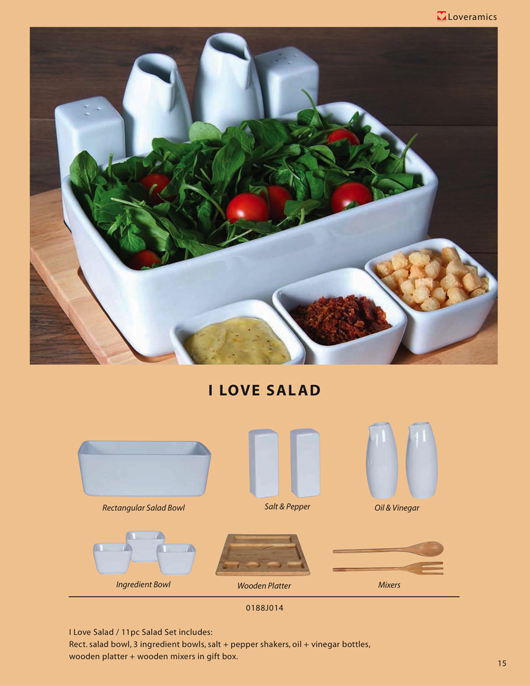 Loveramics
I LOVE SALAD
Rectangular Salad Bowl
Salt & Pepper
Oil & Vinegar
Ingredient Bowl
Wooden Platter
Mixers
0188J014
I Love Salad / 11pc Salad Set includes:
Rect. salad bowl, 3 ingredient bowls, salt + pepper shakers, oil + vinegar bottles,
wooden platter + wooden mixers in gift box.
15